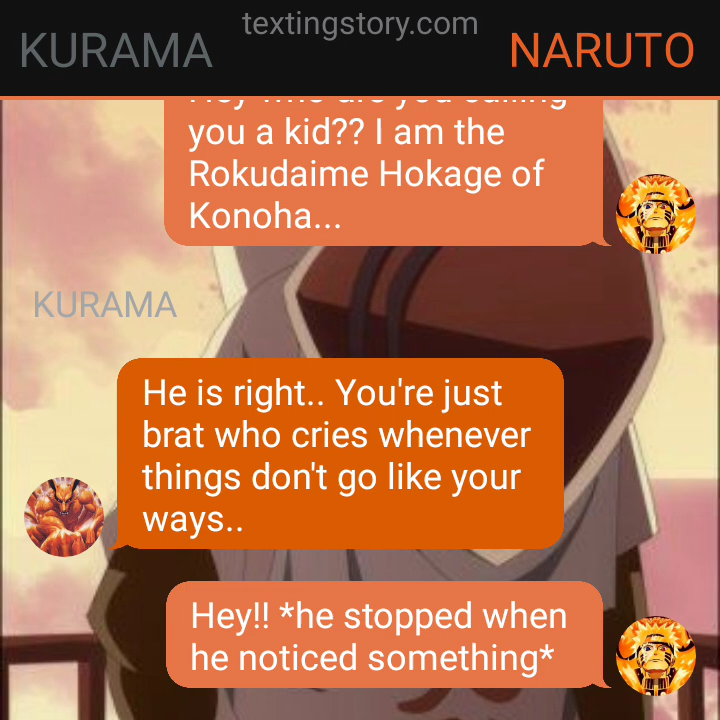 textingstory.com
KURAMA
NARUTO
you a kid?? I am the
Rokudaime Hokage of
Konoha...
KURAMA
He is right.. You're just
brat who cries whenever
things don't go like your
ways..
Hey!! *he stopped when
he noticed something*